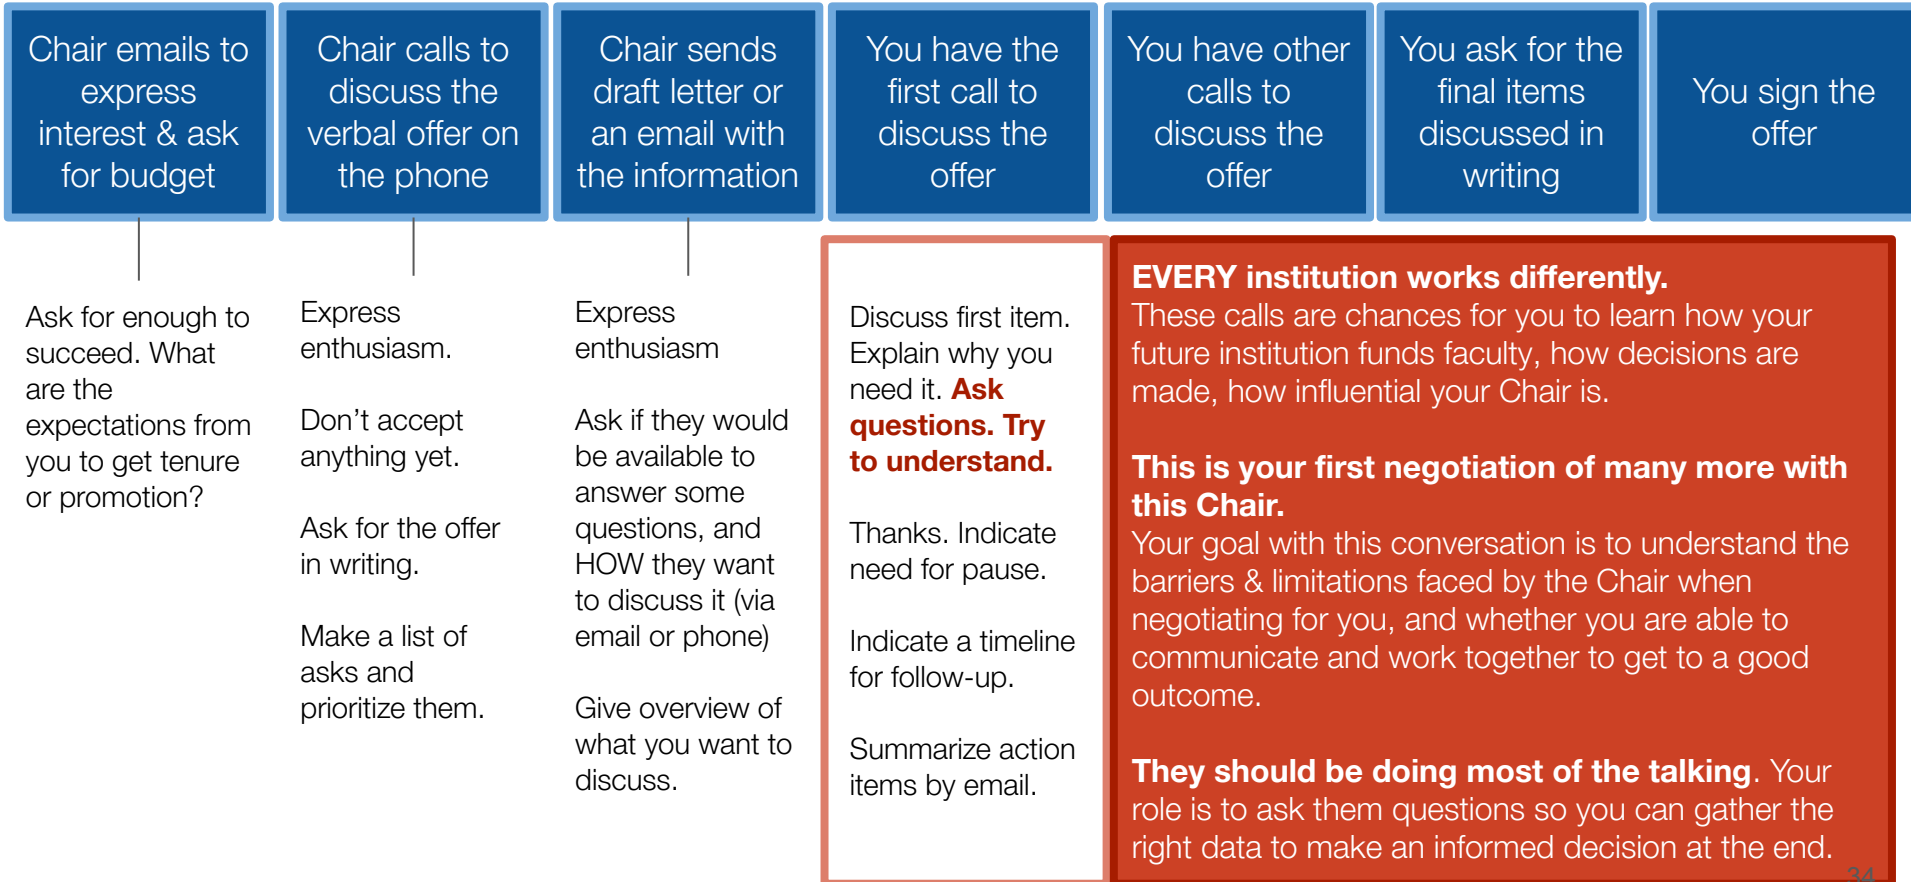 Chair emails to
express
interest & ask
for budget
Chair calls to
discuss the
verbal offer on
the phone
Chair sends
draft letter or
an email with
the information
You have the
first call to
discuss the
offer
You have other
calls to
discuss the
offer
You ask for the
final items
discussed in
writing
You sign the
offer
Ask for enough to
succeed. What
are the
expectations from
you to get tenure
or promotion?
Express
enthusiasm.
Don’t accept
anything yet.
Ask for the offer
in writing.
Make a list of
asks and
prioritize them.
Express
enthusiasm
Ask if they would
be available to
answer some
questions, and
HOW they want
to discuss it (via
email or phone)
Give overview of
what you want to
discuss.
Discuss first item.
Explain why you
need it. Ask
questions. Try
to understand.
Thanks. Indicate
need for pause.
Indicate a timeline
for follow-up.
Summarize action
items by email.
EVERY institution works differently.
These calls are chances for you to learn how your
future institution funds faculty, how decisions are
made, how influential your Chair is.
This is your first negotiation of many more with
this Chair.
Your goal with this conversation is to understand the
barriers & limitations faced by the Chair when
negotiating for you, and whether you are able to
communicate and work together to get to a good
outcome.
They should be doing most of the talking. Your
role is to ask them questions so you can gather the
right data to make an informed decision at the end.
34